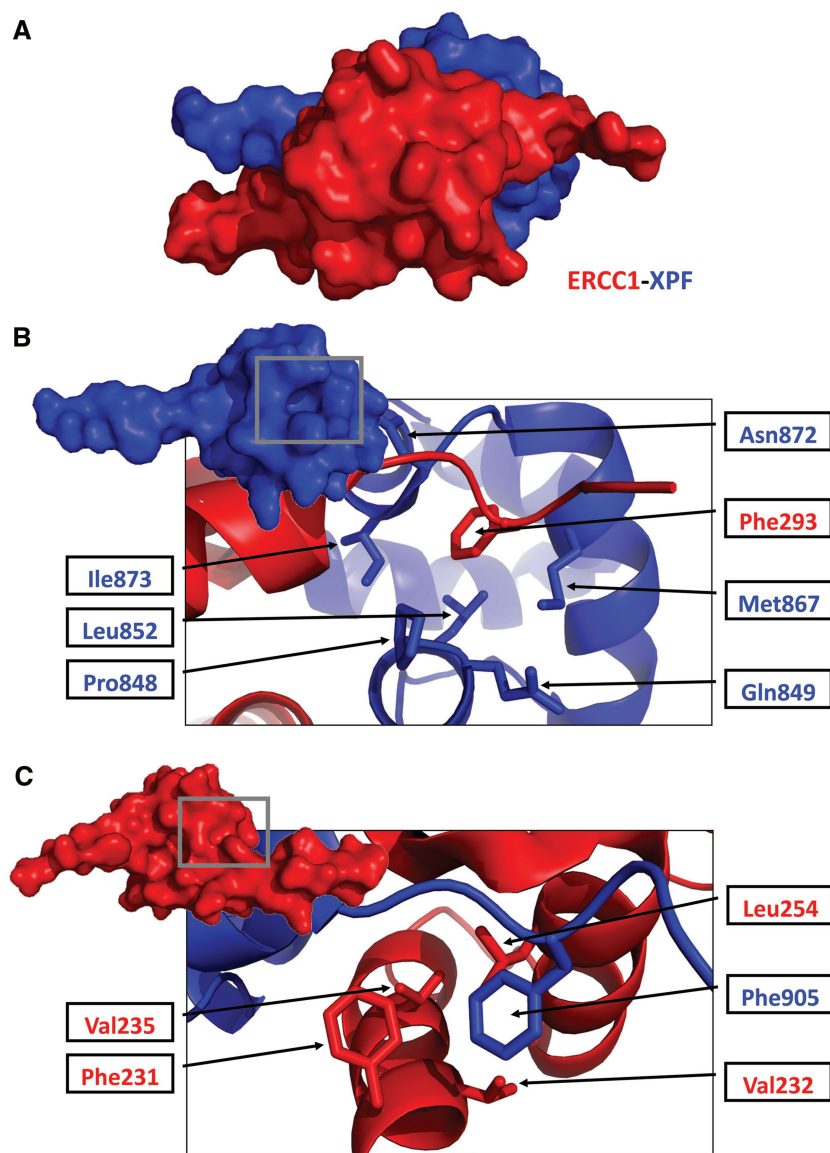 A
ERCC1-XPF
B
Asn872
Phe293
Ile873
Met867
Leu852
Pro848
Gln849
C
Leu254
Phe905
Val235
Phe231
Val232